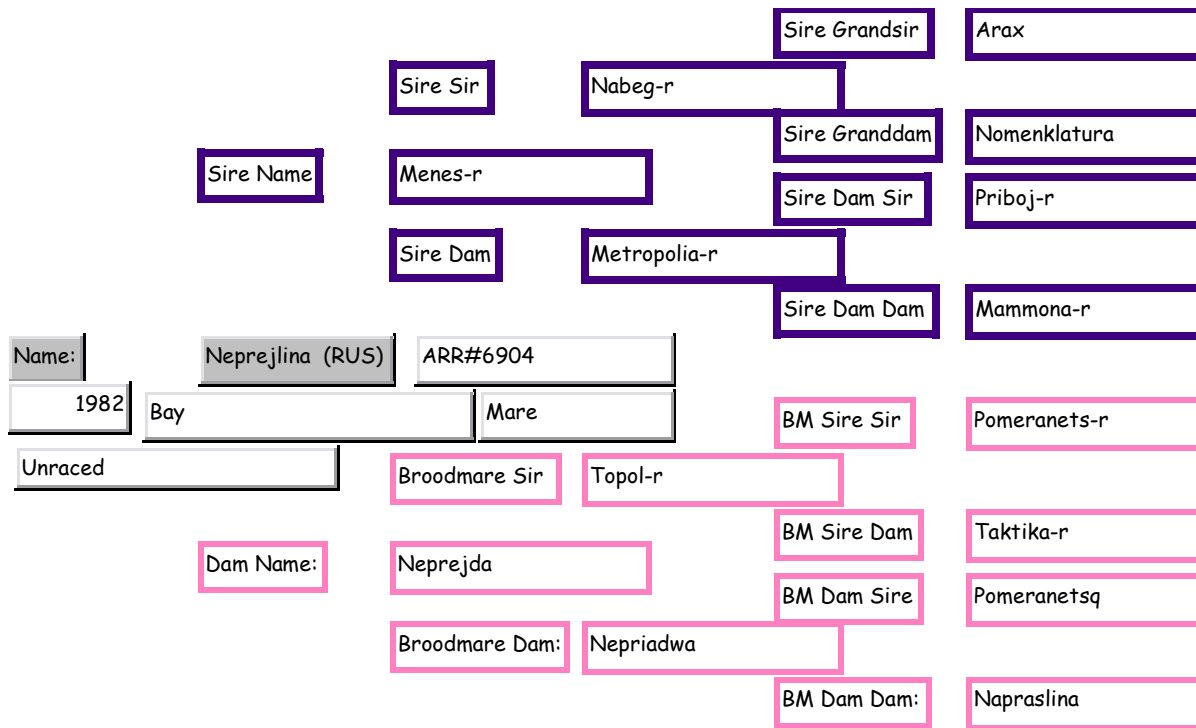 Sire Grandsir Arax
Sire Sir Nabeg-r
Sire Granddam Nomenklatura
Sire Name Menes-r
Sire Dam Sir Priboj-r
Sire Dam Metropolia-r
Sire Dam Dam Mammona-r
Name: Neprejlina (RUS) ARR#6904
1982 Bay Mare
BM Sire Sir Pomeranets-r
Unraced
Broodmare Sir Topol-r
BM Sire Dam Taktika-r
Dam Name: Neprejda
BM Dam Sire Pomeranetsq
Broodmare Dam: Nepriadwa
BM Dam Dam: Napraslina